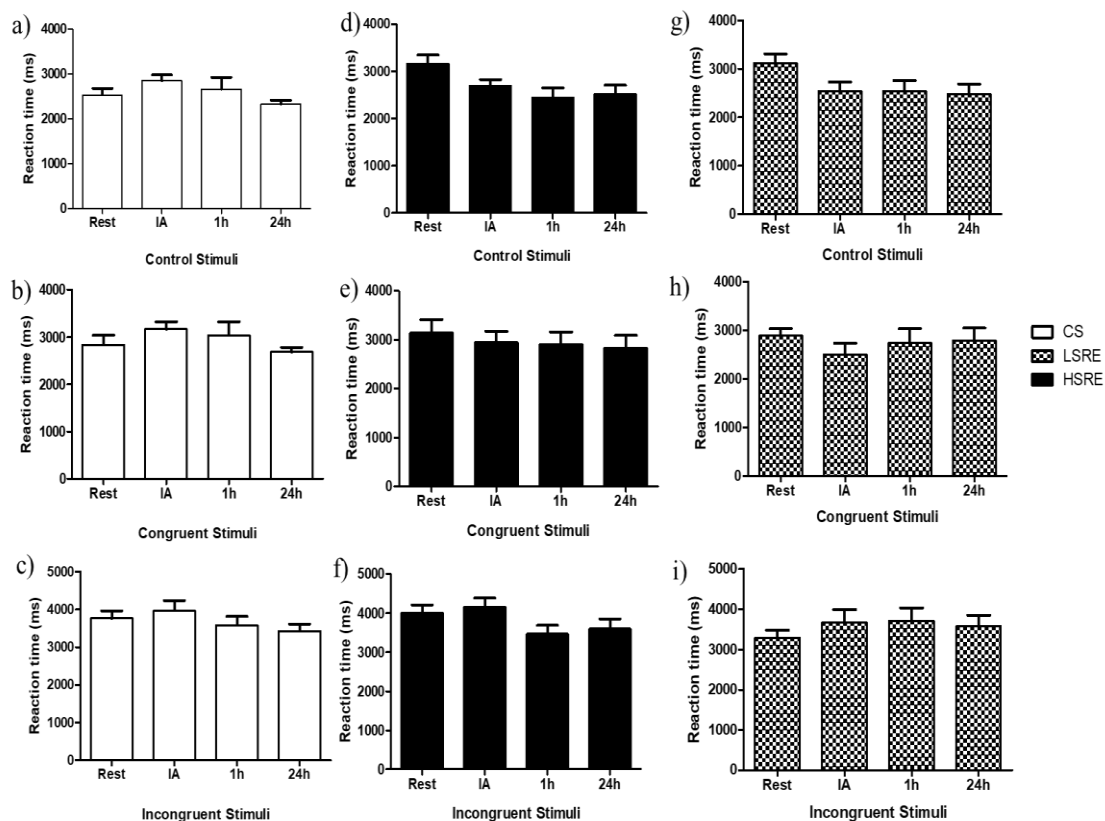 a)
Reaction time (ms)
4000
3000
2000
1000
0
Rest IA 1h 24h
Control Stimuli
d)
Reaction time (ms)
4000
3000
2000
1000
0
Rest IA 1h 24h
Control Stimuli
g)
Reaction time (ms)
4000
3000
2000
1000
0
Rest IA 1h 24h
Control Stimuli
b)
Reaction time (ms)
4000
3000
2000
1000
0
Rest IA 1h 24h
Congruent Stimuli
e)
Reaction time (ms)
4000
3000
2000
1000
0
Rest IA 1h 24h
Congruent Stimuli
h)
Reaction time (ms)
4000
3000
2000
1000
0
Rest IA 1h 24h
Congruent Stimuli
CS
LSRE
HSRE
c)
Reaction time (ms)
5000
4000
3000
2000
1000
0
Rest IA 1h 24h
Incongruent Stimuli
f)
Reaction time (ms)
5000
4000
3000
2000
1000
0
Rest IA 1h 24h
Incongruent Stimuli
i)
Reaction time (ms)
5000
4000
3000
2000
1000
0
Rest IA 1h 24h
Incongruent Stimuli